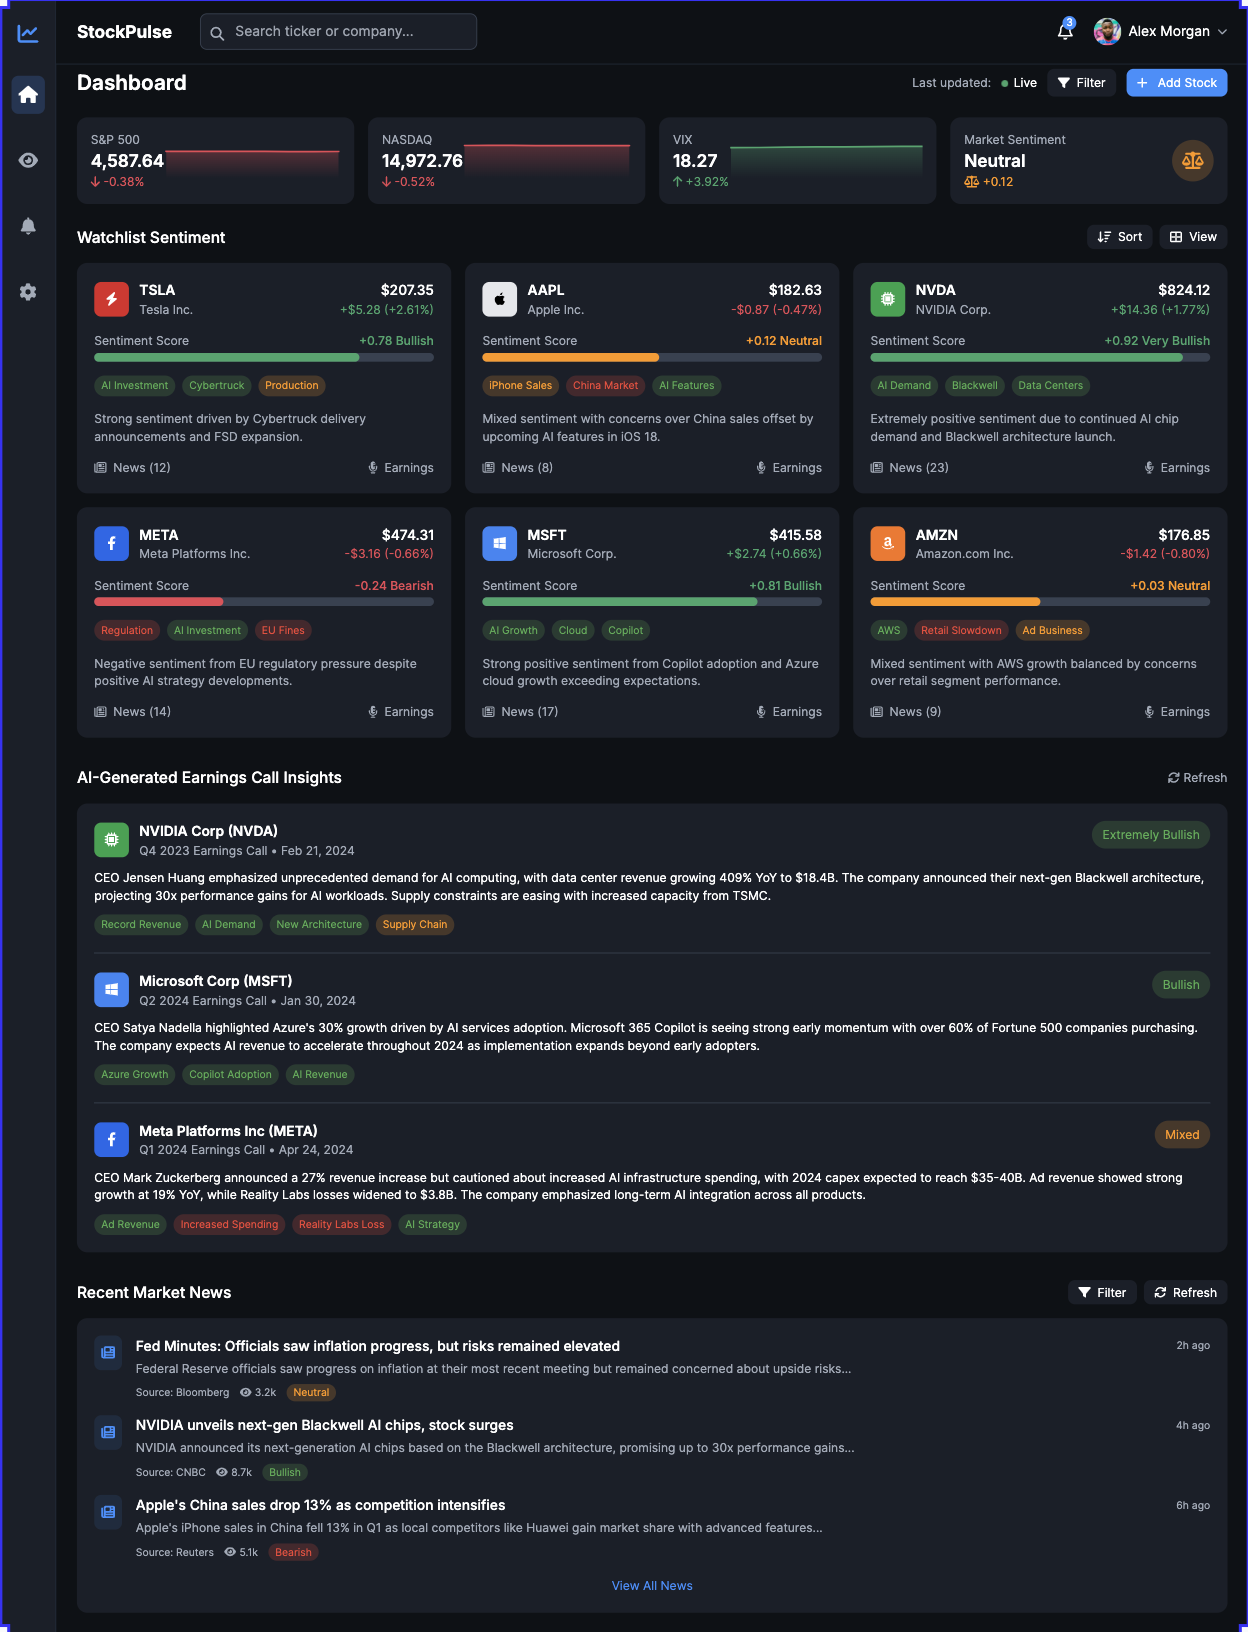 StockPulse
Search ticker or company...
3
Alex Morgan
Dashboard
Last updated:
Live
Filter
Add Stock
S&P 500
4,587.64
-0.38%
NASDAQ
14,972.76
-0.52%
VIX
18.27
+3.92%
Market Sentiment
Neutral
+0.12
Watchlist Sentiment
Sort
View
TSLA
$207.35
Tesla Inc.
+$5.28 (+2.61%)
Sentiment Score
+0.78 Bullish
AI Investment
Cybertruck
Production
Strong sentiment driven by Cybertruck delivery
announcements and FSD expansion.
News (12)
Earnings
AAPL
$182.63
Apple Inc.
-$0.87 (-0.47%)
Sentiment Score
+0.12 Neutral
iPhone Sales
China Market
AI Features
Mixed sentiment with concerns over China sales offset by
upcoming AI features in iOS 18.
News (8)
Earnings
NVDA
$824.12
NVIDIA Corp.
+$14.36 (+1.77%)
Sentiment Score
+0.92 Very Bullish
AI Demand
Blackwell
Data Centers
Extremely positive sentiment due to continued AI chip
demand and Blackwell architecture launch.
News (23)
Earnings
META
$474.31
Meta Platforms Inc.
-$3.16 (-0.66%)
Sentiment Score
-0.24 Bearish
Regulation
AI Investment
EU Fines
Negative sentiment from EU regulatory pressure despite
positive AI strategy developments.
News (14)
Earnings
MSFT
$415.58
Microsoft Corp.
+$2.74 (+0.66%)
Sentiment Score
+0.81 Bullish
AI Growth
Cloud
Copilot
Strong positive sentiment from Copilot adoption and Azure
cloud growth exceeding expectations.
News (17)
Earnings
AMZN
$176.85
Amazon.com Inc.
-$1.42 (-0.80%)
Sentiment Score
+0.03 Neutral
AWS
Retail Slowdown
Ad Business
Mixed sentiment with AWS growth balanced by concerns
over retail segment performance.
News (9)
Earnings
AI-Generated Earnings Call Insights
Refresh
NVIDIA Corp (NVDA)
Q4 2023 Earnings Call • Feb 21, 2024
Extremely Bullish
CEO Jensen Huang emphasized unprecedented demand for AI computing, with data center revenue growing 409% YoY to $18.4B. The company announced their next-gen Blackwell architecture,
projecting 30x performance gains for AI workloads. Supply constraints are easing with increased capacity from TSMC.
Record Revenue
AI Demand
New Architecture
Supply Chain
Microsoft Corp (MSFT)
Q2 2024 Earnings Call • Jan 30, 2024
Bullish
CEO Satya Nadella highlighted Azure's 30% growth driven by AI services adoption. Microsoft 365 Copilot is seeing strong early momentum with over 60% of Fortune 500 companies purchasing.
The company expects AI revenue to accelerate throughout 2024 as implementation expands beyond early adopters.
Azure Growth
Copilot Adoption
AI Revenue
Meta Platforms Inc (META)
Q1 2024 Earnings Call • Apr 24, 2024
Mixed
CEO Mark Zuckerberg announced a 27% revenue increase but cautioned about increased AI infrastructure spending, with 2024 capex expected to reach $35-40B. Ad revenue showed strong
growth at 19% YoY, while Reality Labs losses widened to $3.8B. The company emphasized long-term AI integration across all products.
Ad Revenue
Increased Spending
Reality Labs Loss
AI Strategy
Recent Market News
Filter
Refresh
Fed Minutes: Officials saw inflation progress, but risks remained elevated
2h ago
Federal Reserve officials saw progress on inflation at their most recent meeting but remained concerned about upside risks...
Source: Bloomberg
3.2k
Neutral
NVIDIA unveils next-gen Blackwell AI chips, stock surges
4h ago
NVIDIA announced its next-generation AI chips based on the Blackwell architecture, promising up to 30x performance gains...
Source: CNBC
8.7k
Bullish
Apple's China sales drop 13% as competition intensifies
6h ago
Apple's iPhone sales in China fell 13% in Q1 as local competitors like Huawei gain market share with advanced features...
Source: Reuters
5.1k
Bearish
View All News